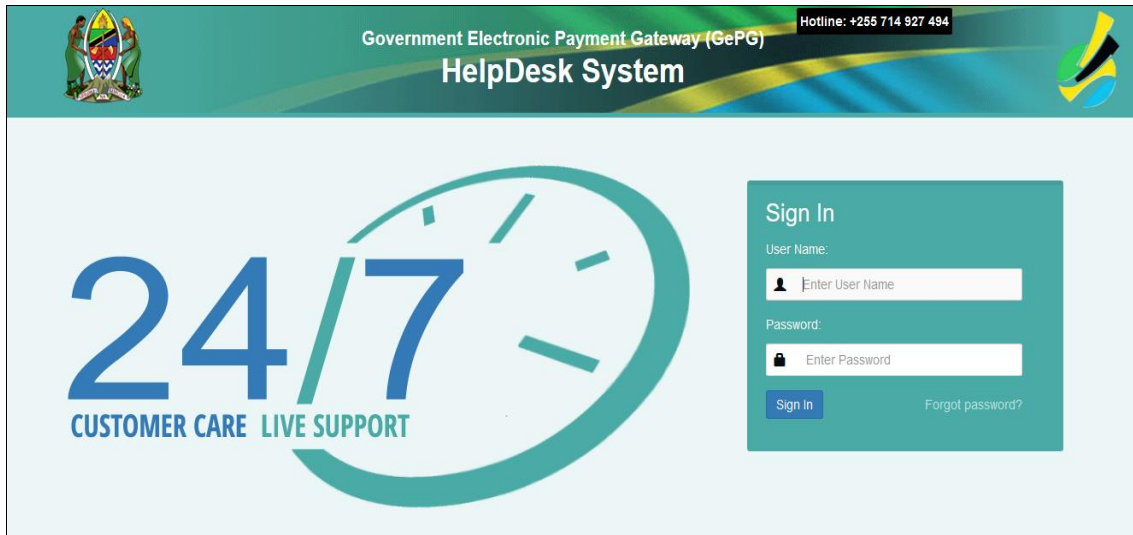 Hotline: +255 714 927 494
Government Electronic Payment Gateway (GePG)
HelpDesk System
24/7
CUSTOMER CARE LIVE SUPPORT
Sign In
User Name:
Enter User Name
Password:
Enter Password
Sign In
Forgot password?